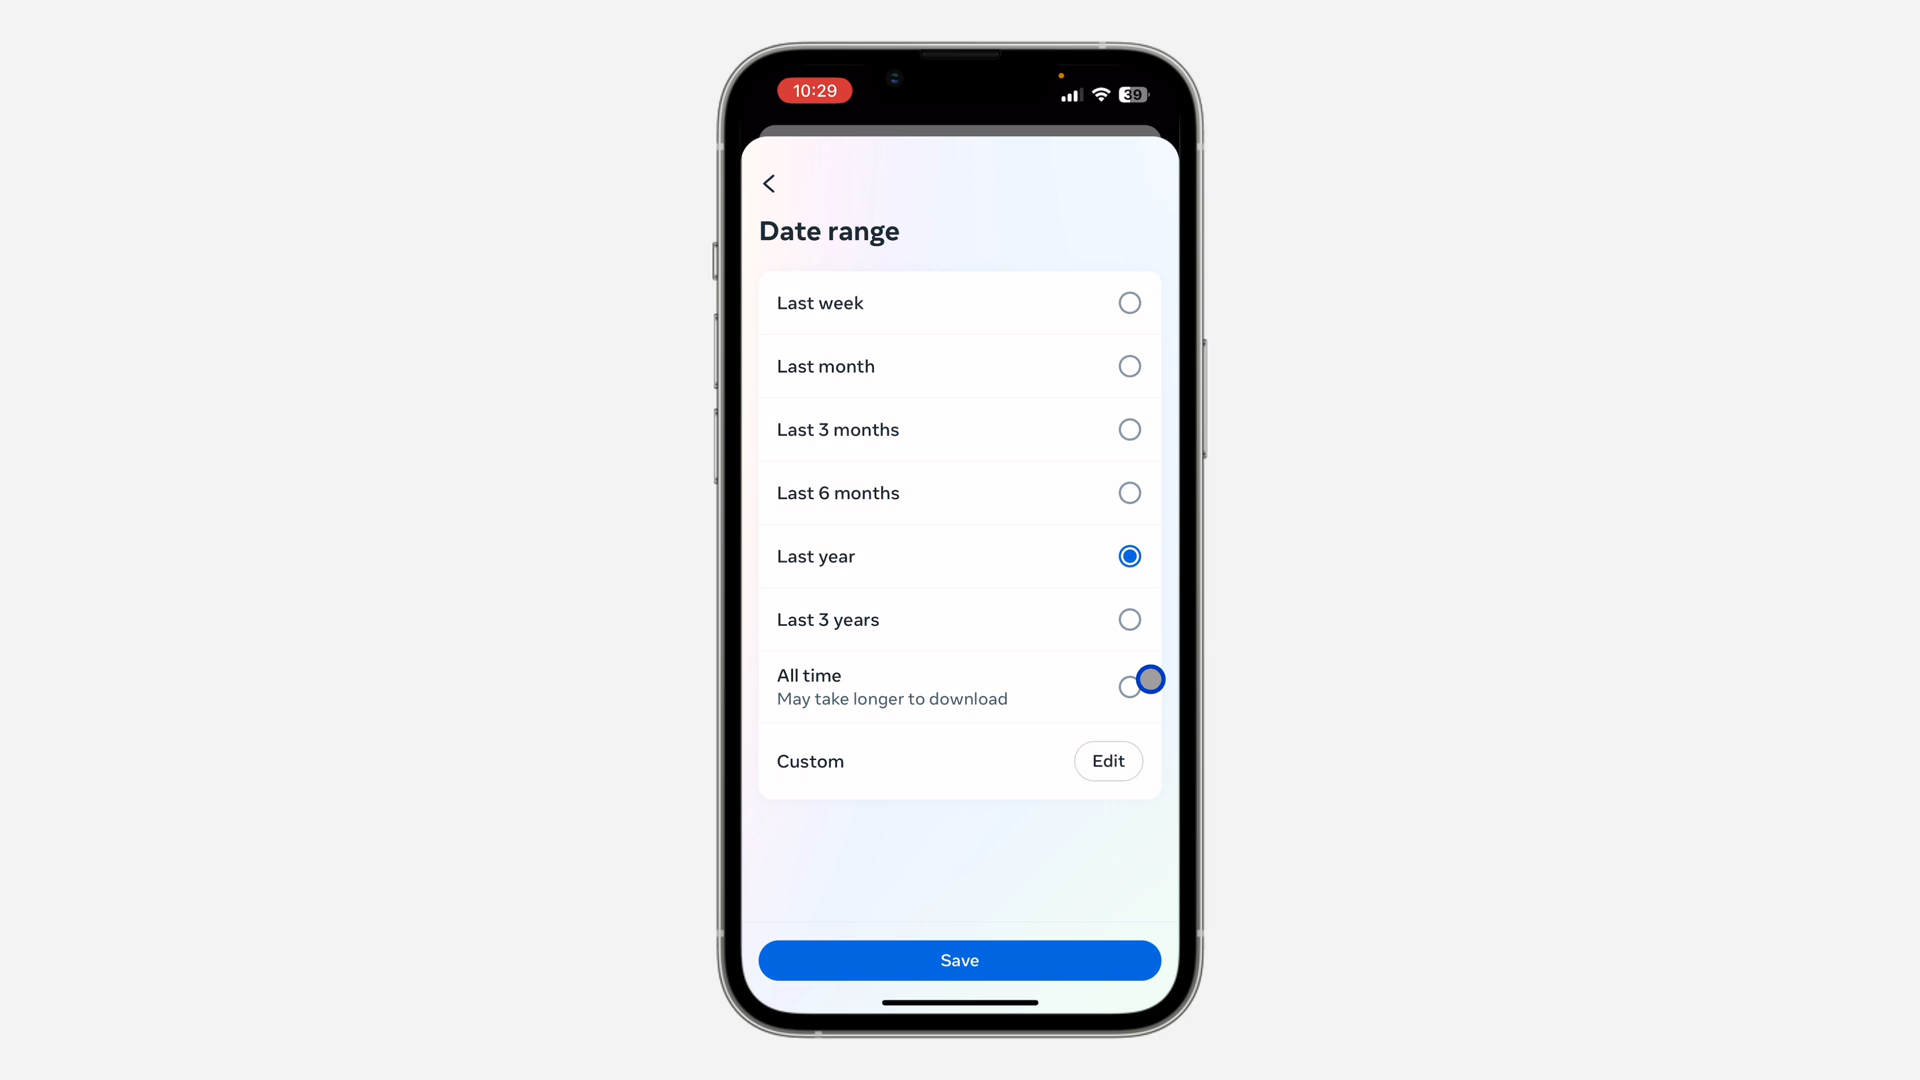 10:29
39
Date range
Last week
Last month
Last 3 months
Last 6 months
Last year
Last 3 years
All time
May take longer to download
Custom
Edit
Save